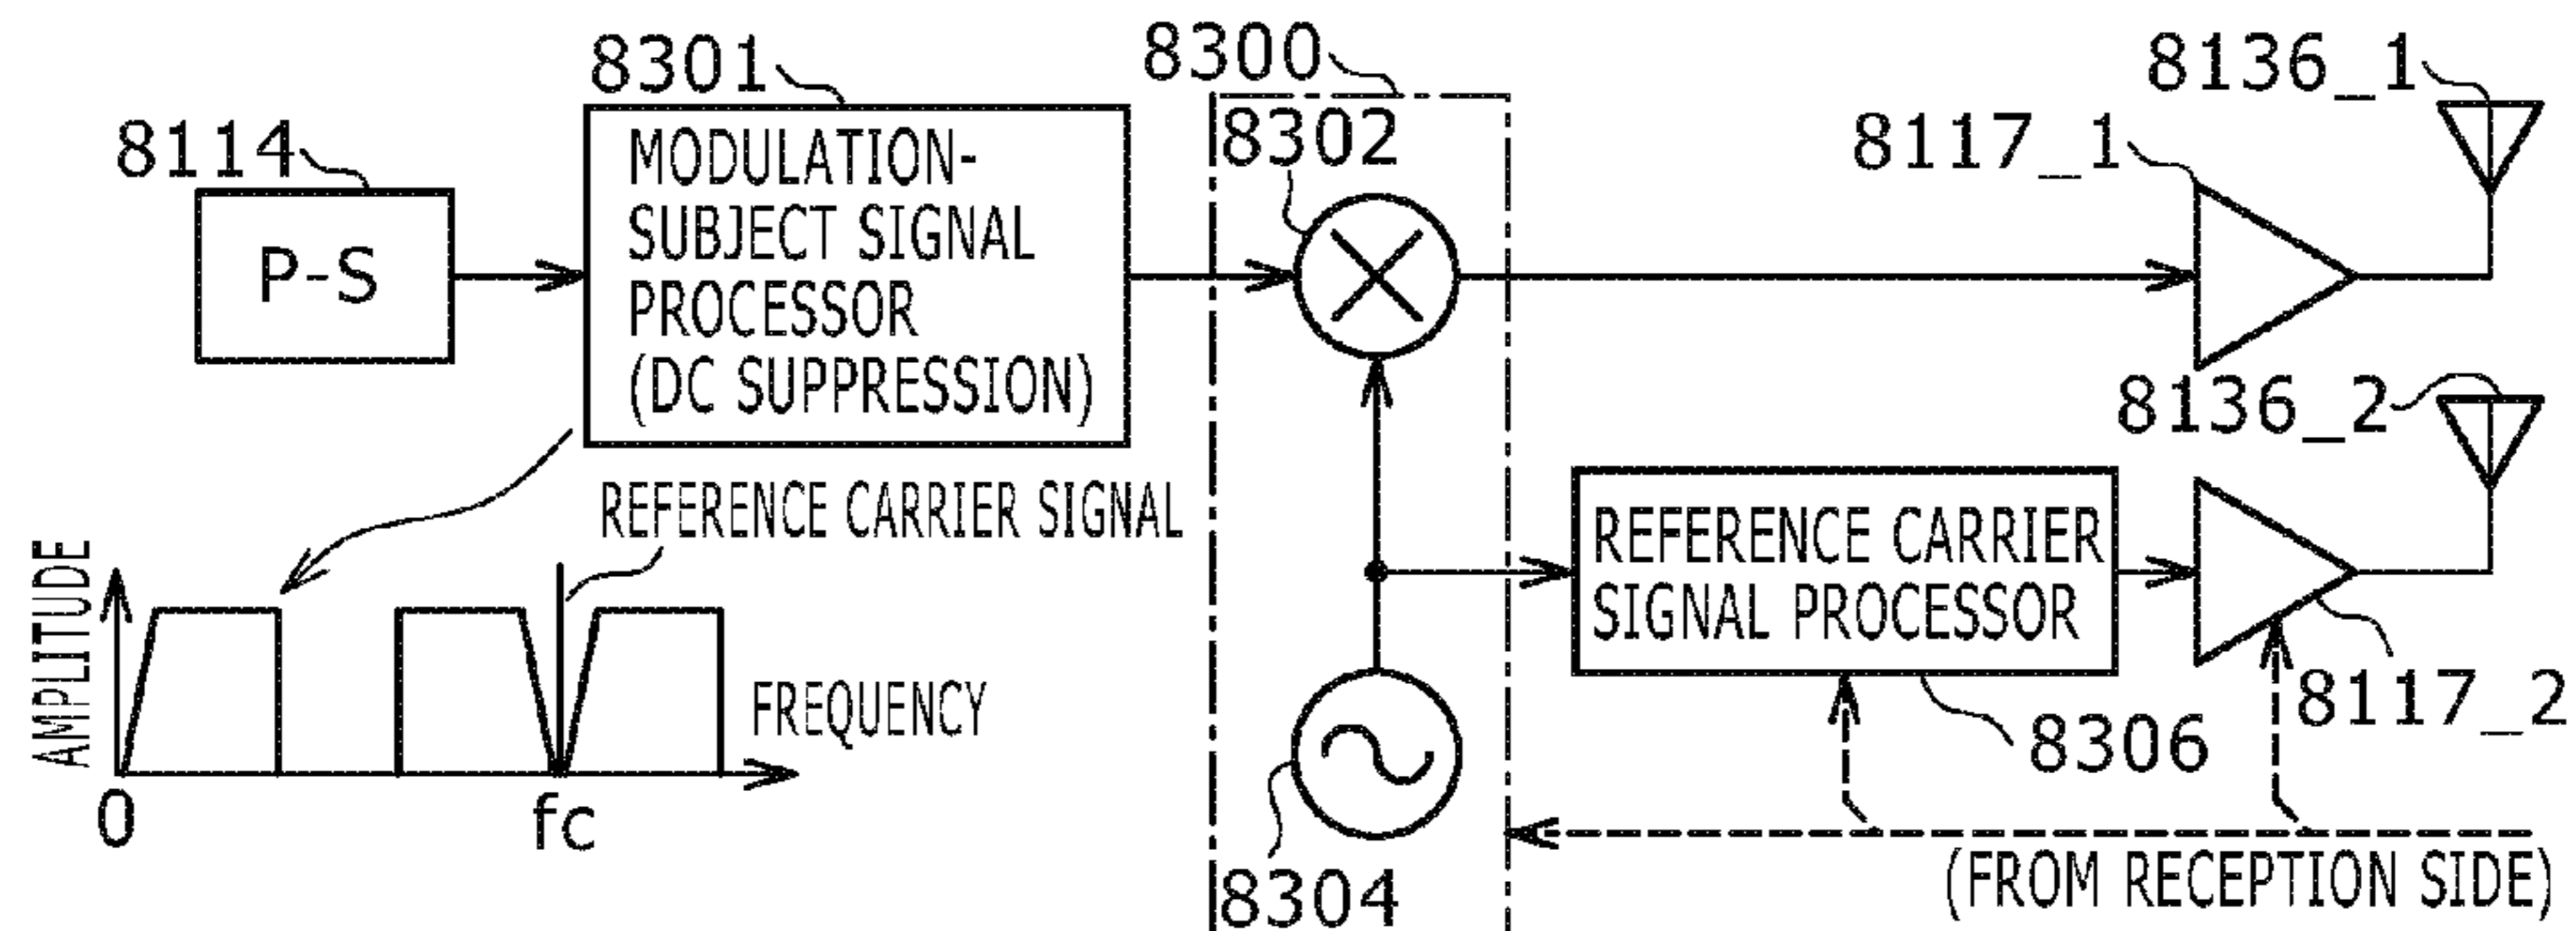 8300
8301
8136_1
8302
8117_1
8114
MODULATION-
SUBJECT SIGNAL
PROCESSOR
(DC SUPPRESSION)
P-S
8136_2
REFERENCE CARRIER SIGNAL
REFERENCE CARRIER
SIGNAL PROCESSOR
AMPLITUDE
FREQUENCY
8117_2
8306
0
fc
8304
(FROM RECEPTION SIDE)